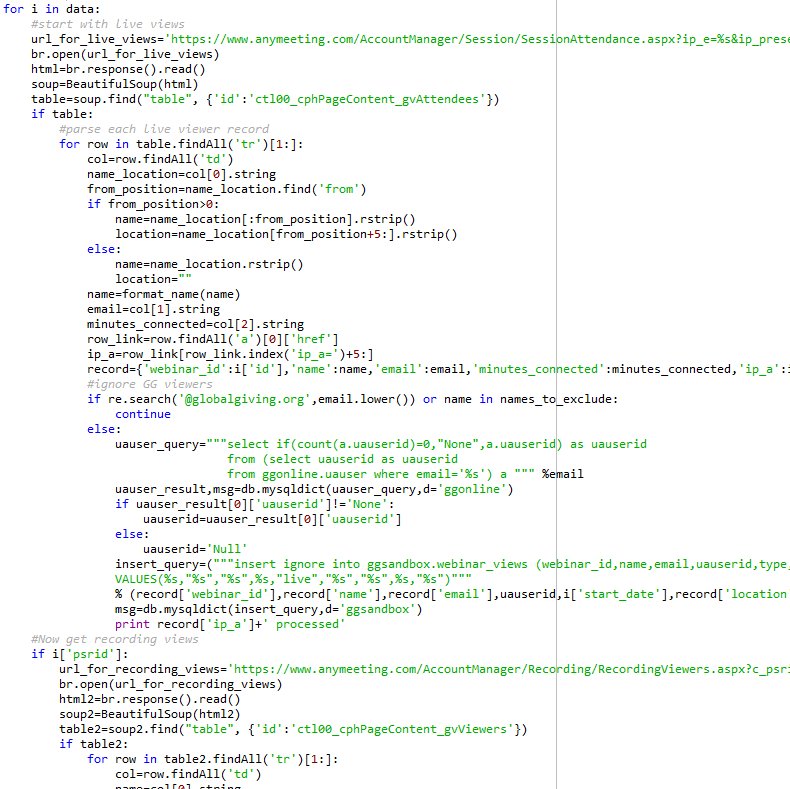 for i in data:
    #start with live views
    url_for_live_views='https://www.anymeeting.com/AccountManager/Session/SessionAttendance.aspx?ip_e=%s&ip_prese
    br.open(url_for_live_views)
    html=br.response().read()
    soup=BeautifulSoup(html)
    table=soup.find("table", {'id':'ctl00_cphPageContent_gvAttendees'})
    if table:
        #parse each live viewer record
        for row in table.findAll('tr')[1:]:
            col=row.findAll('td')
            name_location=col[0].string
            from_position=name_location.find('from')
            if from_position>0:
                name=name_location[:from_position].rstrip()
                location=name_location[from_position+5:].rstrip()
            else:
                name=name_location.rstrip()
                location=""
            name=format_name(name)
            email=col[1].string
            minutes_connected=col[2].string
            row_link=row.findAll('a')[0]['href']
            ip_a=row_link[row_link.index('ip_a=')+5:]
            record={'webinar_id':i['id'],'name':name,'email':email,'minutes_connected':minutes_connected,'ip_a':i
            #ignore GG viewers
            if re.search('@globalgiving.org',email.lower()) or name in names_to_exclude:
                continue
            else:
                uauser_query="""select if(count(a.uauserid)=0,"None",a.uauserid) as uauserid
                                from (select uauserid as uauserid
                                from ggonline.uauser where email='%s') a """ %email
                uauser_result,msg=db.mysqldict(uauser_query,d='ggonline')
                if uauser_result[0]['uauserid']!='None':
                    uauserid=uauser_result[0]['uauserid']
                else:
                    uauserid='Null'
                insert_query=("""insert ignore into ggsandbox.webinar_views (webinar_id,name,email,uauserid,type,
                VALUES(%s,"%s","%s",%s,"live","%s","%s",%s,"%s")"""
                % (record['webinar_id'],record['name'],record['email'],uauserid,i['start_date'],record['location
                msg=db.mysqldict(insert_query,d='ggsandbox')
                print record['ip_a']+' processed'
    #Now get recording views
    if i['psrid']:
        url_for_recording_views='https://www.anymeeting.com/AccountManager/Recording/RecordingViewers.aspx?c_psri
        br.open(url_for_recording_views)
        html2=br.response().read()
        soup2=BeautifulSoup(html2)
        table2=soup2.find("table", {'id':'ctl00_cphPageContent_gvViewers'})
        if table2:
            for row in table2.findAll('tr')[1:]:
                col=row.findAll('td')
                name=col[0].string